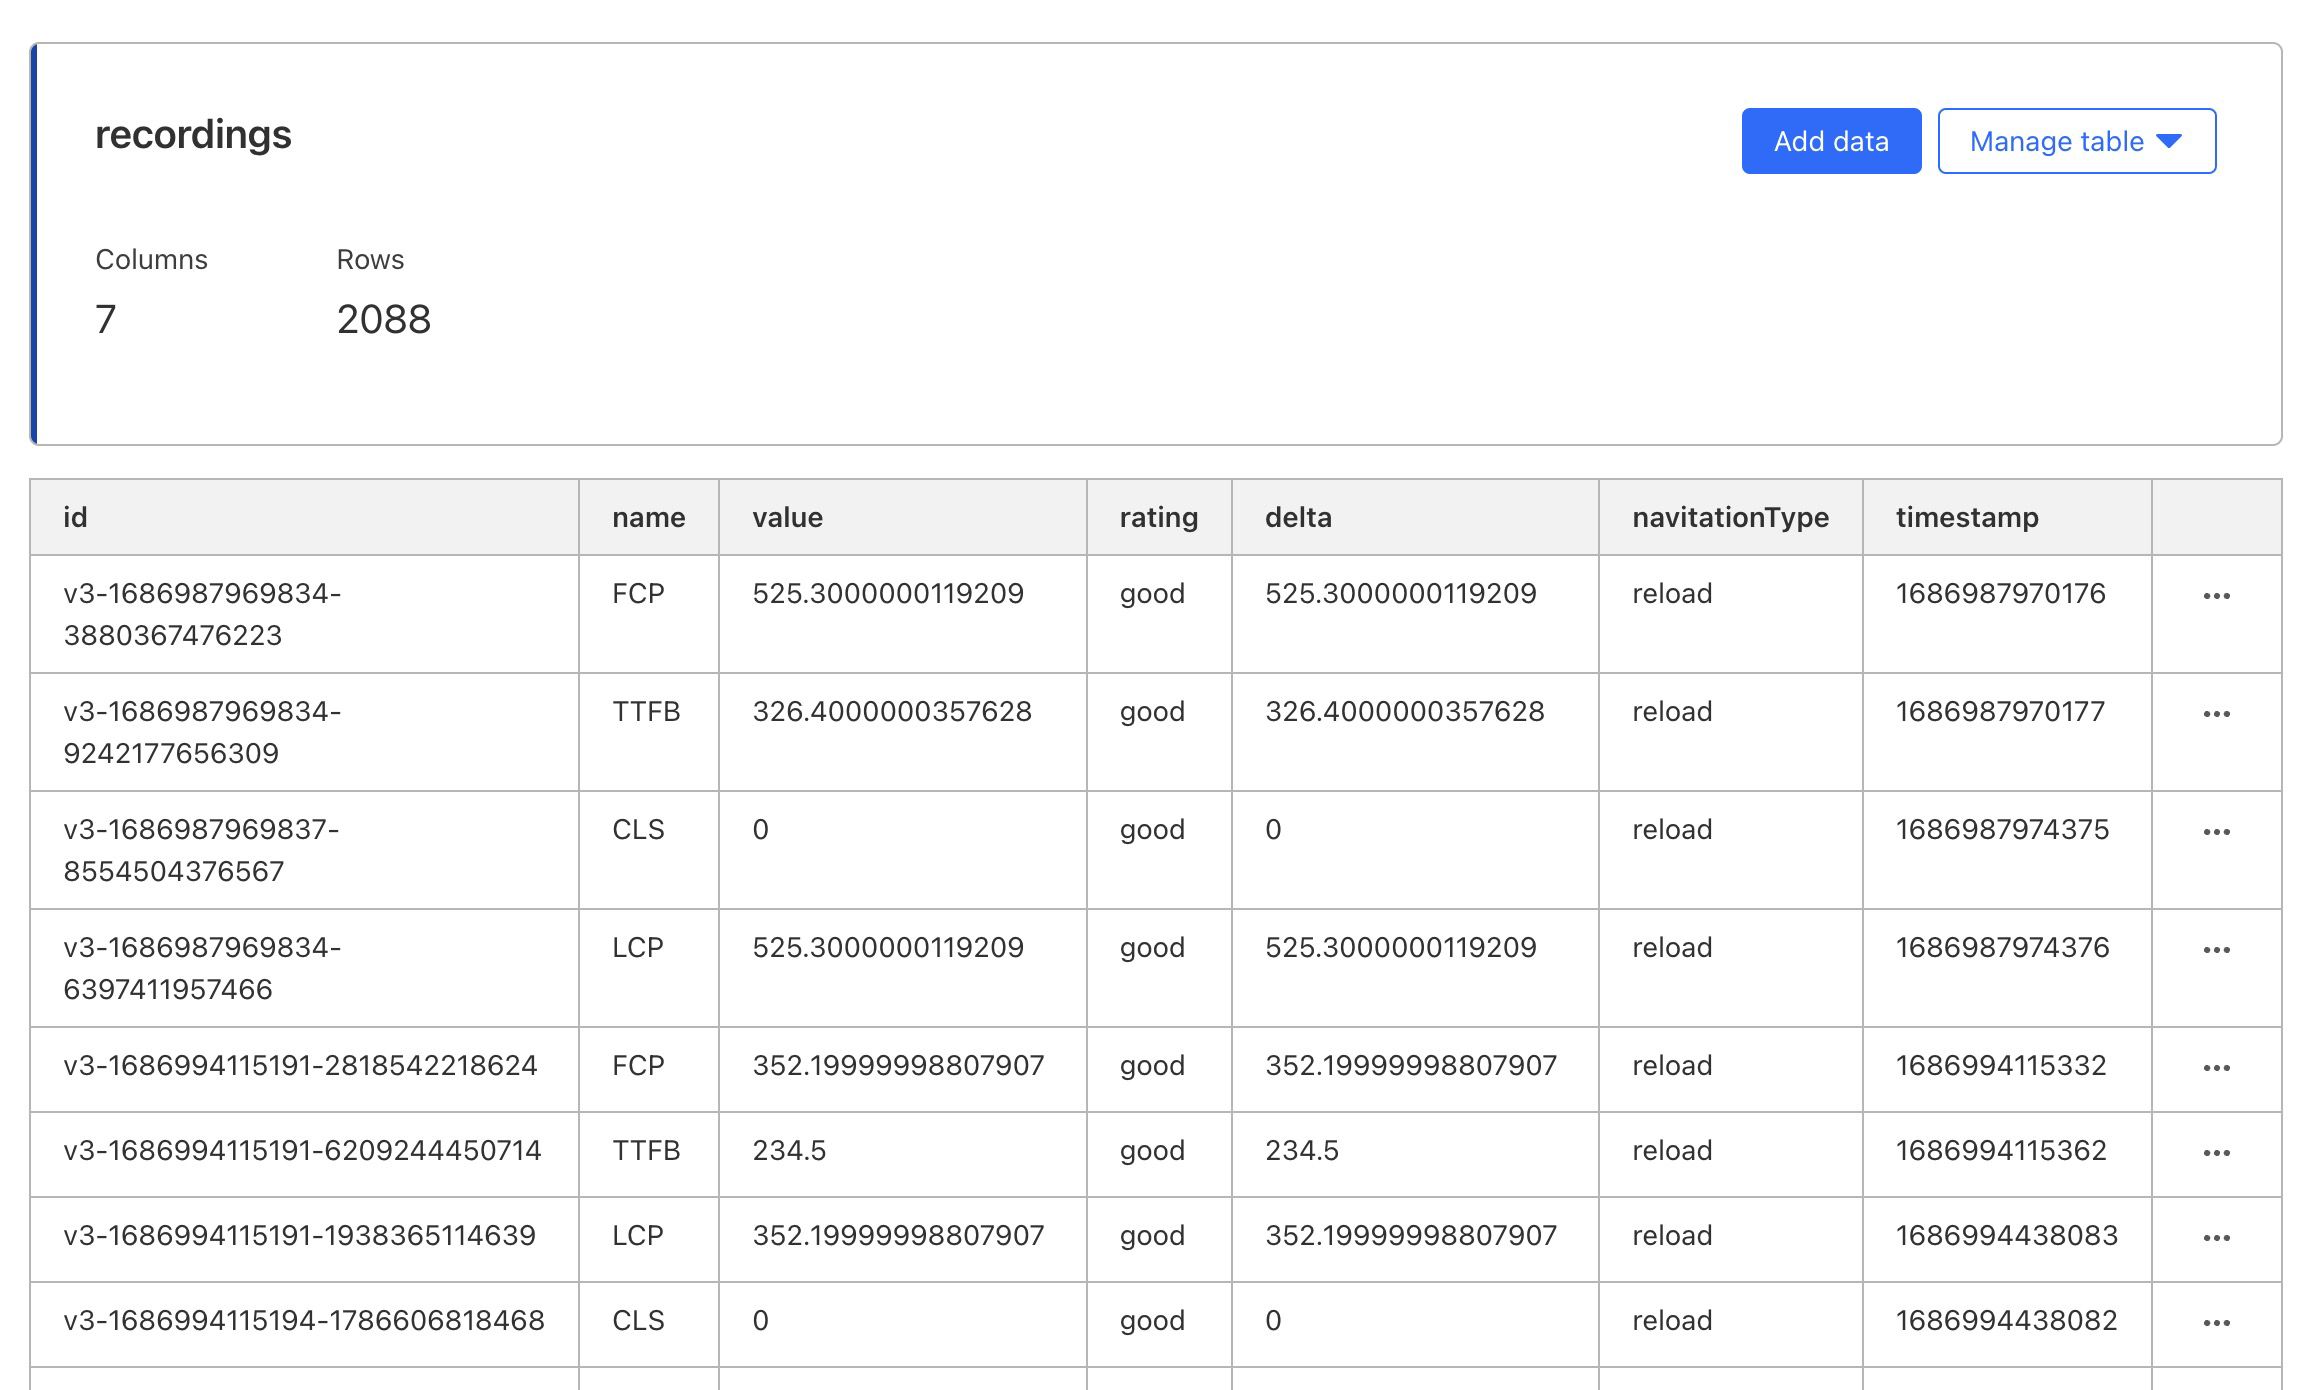 recordings
Add data
Manage table
Columns Rows
7 2088
id name value rating delta navitationType timestamp
v3-1686987969834- FCP 525.3000000119209 good 525.3000000119209 reload 1686987970176 •••
3880367476223
v3-1686987969834- TTFB 326.4000000357628 good 326.4000000357628 reload 1686987970177 •••
9242177656309
v3-1686987969837- CLS 0 good 0 reload 1686987974375 •••
8554504376567
v3-1686987969834- LCP 525.3000000119209 good 525.3000000119209 reload 1686987974376 •••
6397411957466
v3-1686994115191-2818542218624 FCP 352.19999998807907 good 352.19999998807907 reload 1686994115332 •••
v3-1686994115191-6209244450714 TTFB 234.5 good 234.5 reload 1686994115362 •••
v3-1686994115191-1938365114639 LCP 352.19999998807907 good 352.19999998807907 reload 1686994438083 •••
v3-1686994115194-1786606818468 CLS 0 good 0 reload 1686994438082 •••